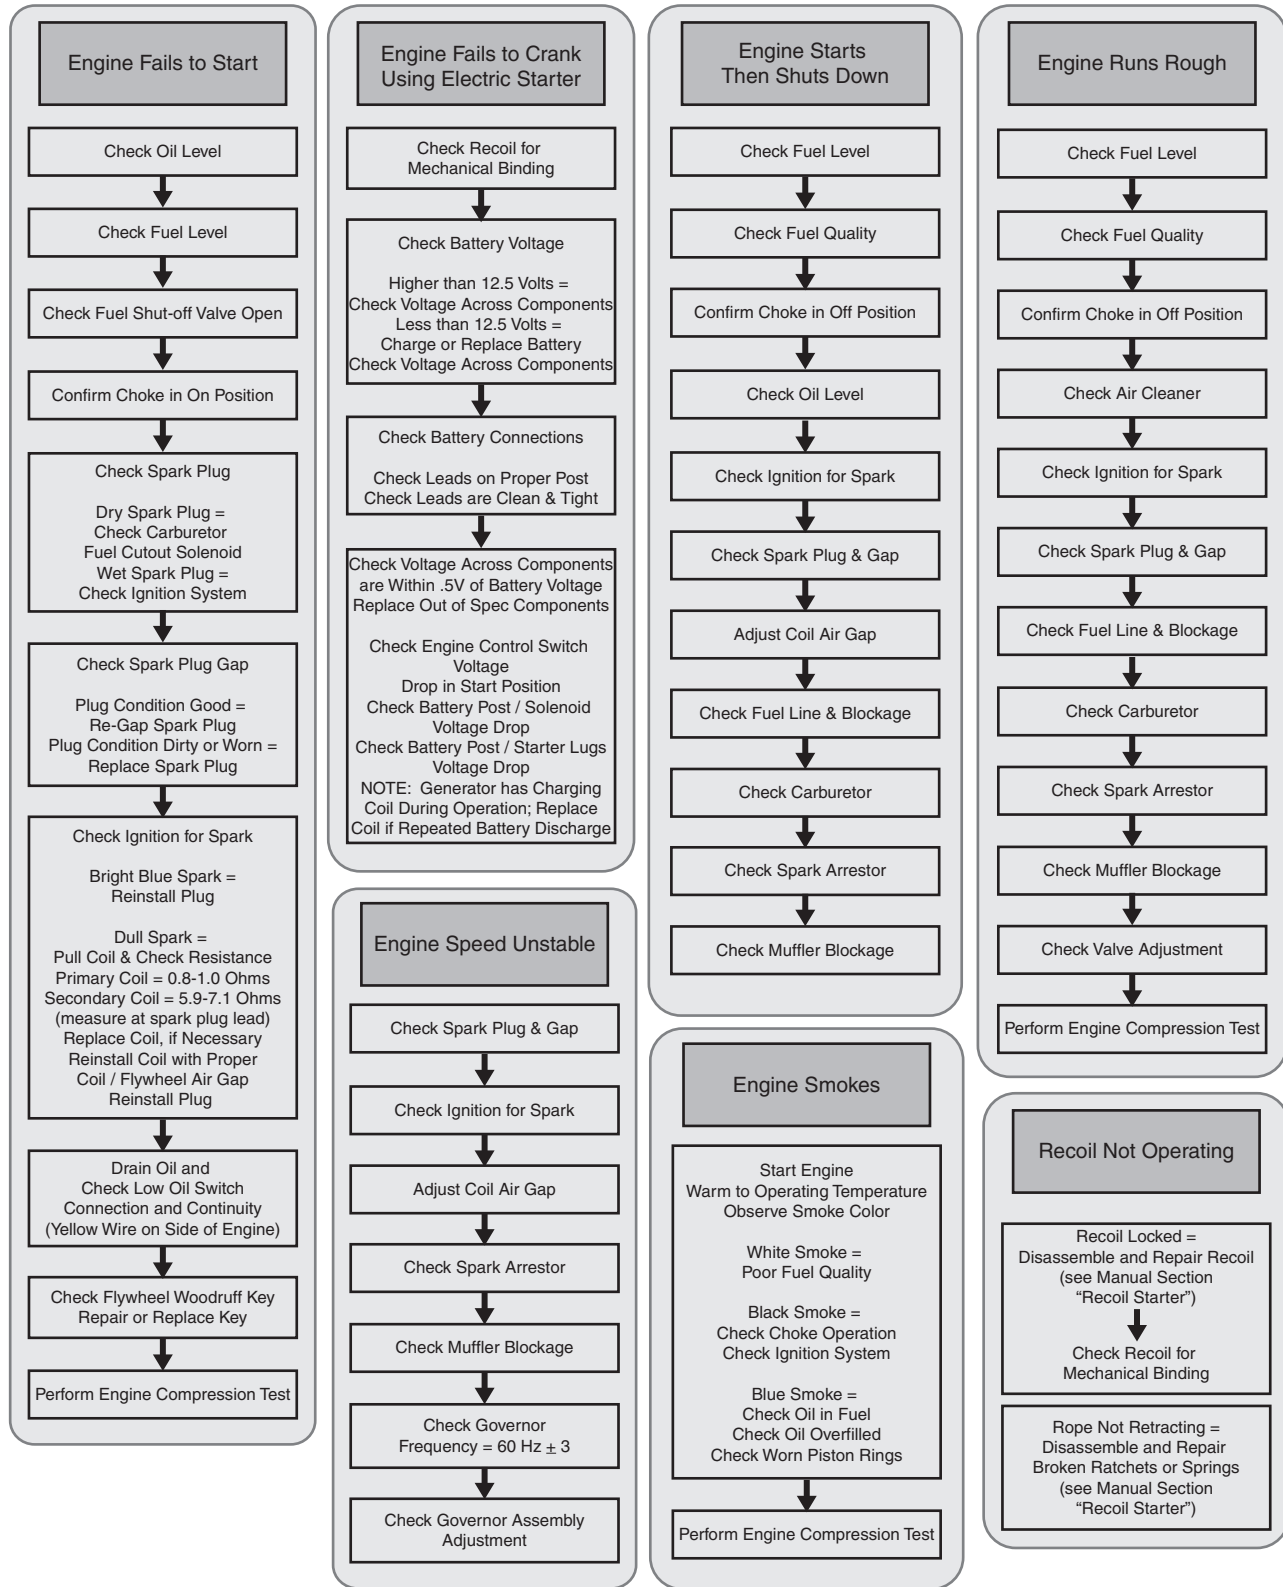 Engine Fails to Start
Check Oil Level
Check Fuel Level
Check Fuel Shut-off Valve Open
Confirm Choke in On Position
Check Spark Plug
Dry Spark Plug =
Check Carburetor
Fuel Cutout Solenoid
Wet Spark Plug =
Check Ignition System
Check Spark Plug Gap
Plug Condition Good =
Re-Gap Spark Plug
Plug Condition Dirty or Worn =
Replace Spark Plug
Check Ignition for Spark
Bright Blue Spark =
Reinstall Plug
Dull Spark =
Pull Coil & Check Resistance
Primary Coil = 0.8-1.0 Ohms
Secondary Coil = 5.9-7.1 Ohms
(measure at spark plug lead)
Replace Coil, if Necessary
Reinstall Coil with Proper
Coil / Flywheel Air Gap
Reinstall Plug
Drain Oil and
Check Low Oil Switch
Connection and Continuity
(Yellow Wire on Side of Engine)
Check Flywheel Woodruff Key
Repair or Replace Key
Perform Engine Compression Test
Engine Fails to Crank
Using Electric Starter
Check Recoil for
Mechanical Binding
Check Battery Voltage
Higher than 12.5 Volts =
Check Voltage Across Components
Less than 12.5 Volts =
Charge or Replace Battery
Check Voltage Across Components
Check Battery Connections
Check Leads on Proper Post
Check Leads are Clean & Tight
Check Voltage Across Components
are Within .5V of Battery Voltage
Replace Out of Spec Components
Check Engine Control Switch
Voltage
Drop in Start Position
Check Battery Post / Solenoid
Voltage Drop
Check Battery Post / Starter Lugs
Voltage Drop
NOTE: Generator has Charging
Coil During Operation; Replace
Coil if Repeated Battery Discharge
Engine Speed Unstable
Check Spark Plug & Gap
Check Ignition for Spark
Adjust Coil Air Gap
Check Spark Arrestor
Check Muffler Blockage
Check Governor
Frequency = 60 Hz ± 3
Check Governor Assembly
Adjustment
Engine Starts
Then Shuts Down
Check Fuel Level
Check Fuel Quality
Confirm Choke in Off Position
Check Oil Level
Check Ignition for Spark
Check Spark Plug & Gap
Adjust Coil Air Gap
Check Fuel Line & Blockage
Check Carburetor
Check Spark Arrestor
Check Muffler Blockage
Engine Smokes
Start Engine
Warm to Operating Temperature
Observe Smoke Color
White Smoke =
Poor Fuel Quality
Black Smoke =
Check Choke Operation
Check Ignition System
Blue Smoke =
Check Oil in Fuel
Check Oil Overfilled
Check Worn Piston Rings
Perform Engine Compression Test
Engine Runs Rough
Check Fuel Level
Check Fuel Quality
Confirm Choke in Off Position
Check Air Cleaner
Check Ignition for Spark
Check Spark Plug & Gap
Check Fuel Line & Blockage
Check Carburetor
Check Spark Arrestor
Check Muffler Blockage
Check Valve Adjustment
Perform Engine Compression Test
Recoil Not Operating
Recoil Locked =
Disassemble and Repair Recoil
(see Manual Section
“Recoil Starter”)
Check Recoil for
Mechanical Binding
Rope Not Retracting =
Disassemble and Repair
Broken Ratchets or Springs
(see Manual Section
“Recoil Starter”)